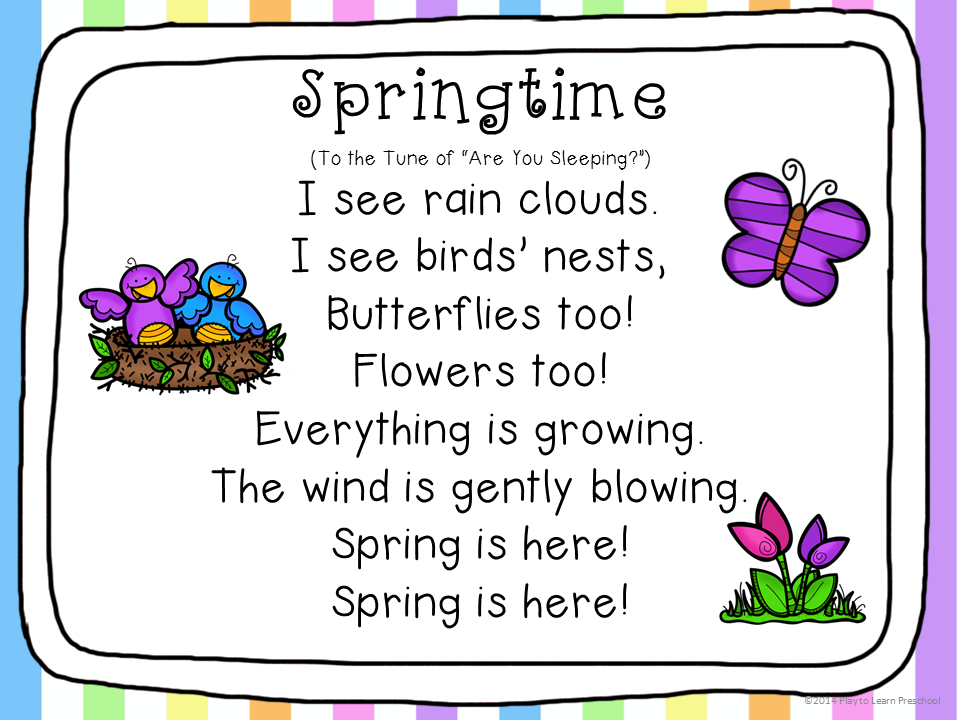 Springtime
(To the Tune of "Are You Sleeping?")
I see rain clouds.
I see birds' nests,
Butterflies too!
Flowers too!
Everything is growing.
The wind is gently blowing.
Spring is here!
Spring is here!
©2014 Play to Learn Preschool